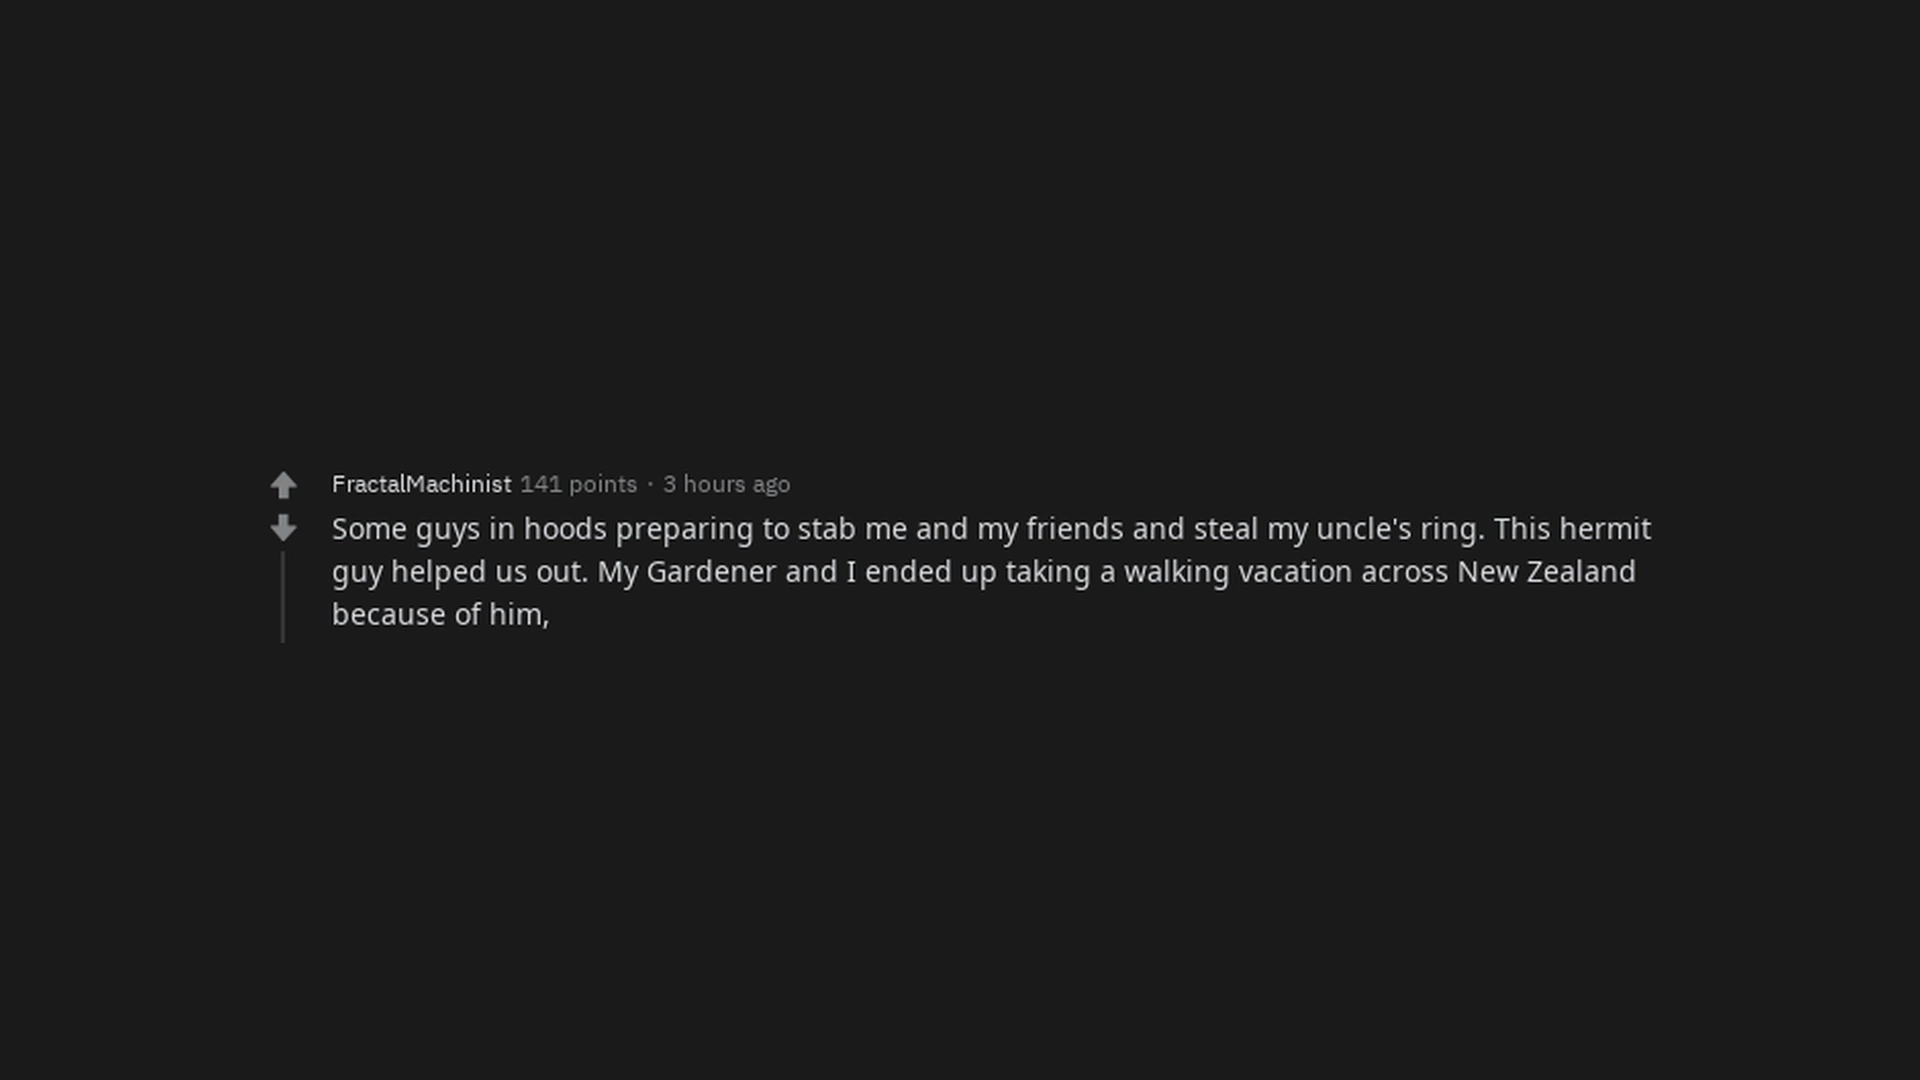 FractalMachinist 141 points · 3 hours ago
Some guys in hoods preparing to stab me and my friends and steal my uncle's ring. This hermit
guy helped us out. My Gardener and I ended up taking a walking vacation across New Zealand
because of him,